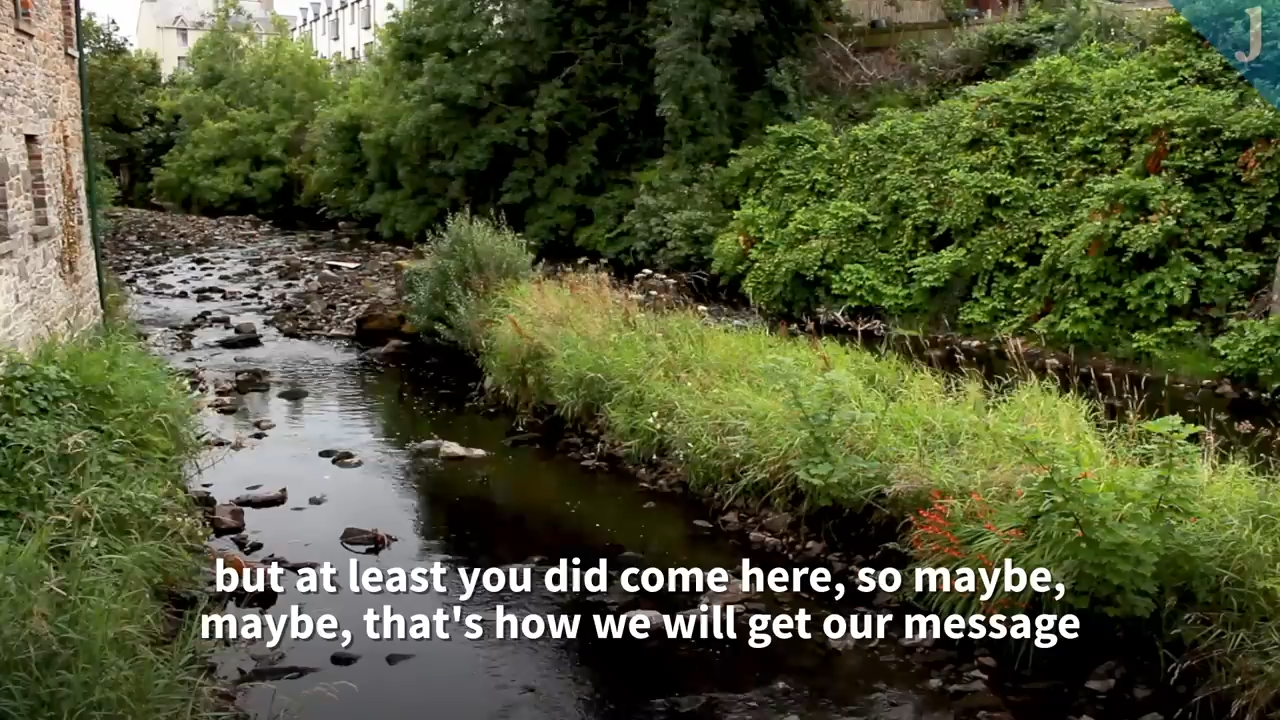 J
but at least you did come here, so maybe,
maybe, that's how we will get our message